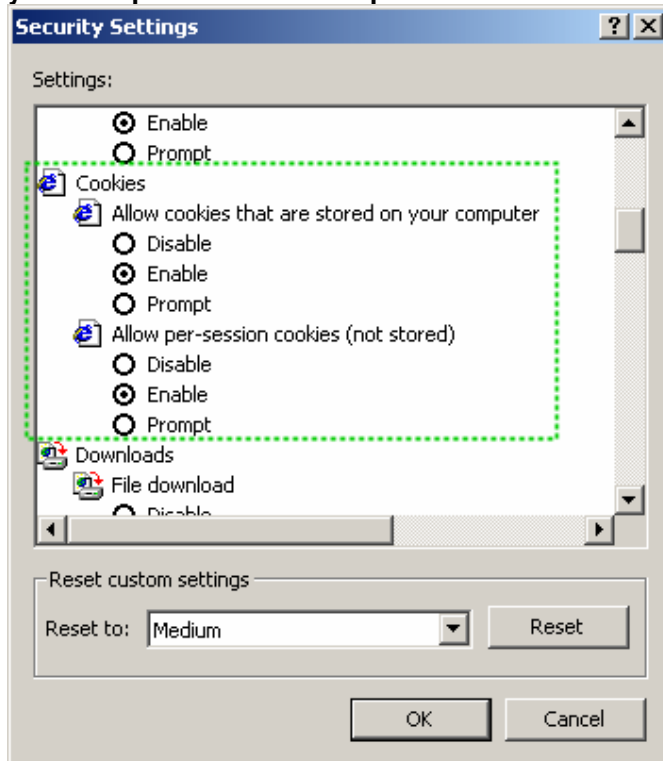 Security Settings
Settings:
Enable
Prompt
Cookies
Allow cookies that are stored on your computer
Disable
Enable
Prompt
Allow per-session cookies (not stored)
Disable
Enable
Prompt
Downloads
File download
Disable
Reset custom settings
Reset to: Medium Reset
OK Cancel